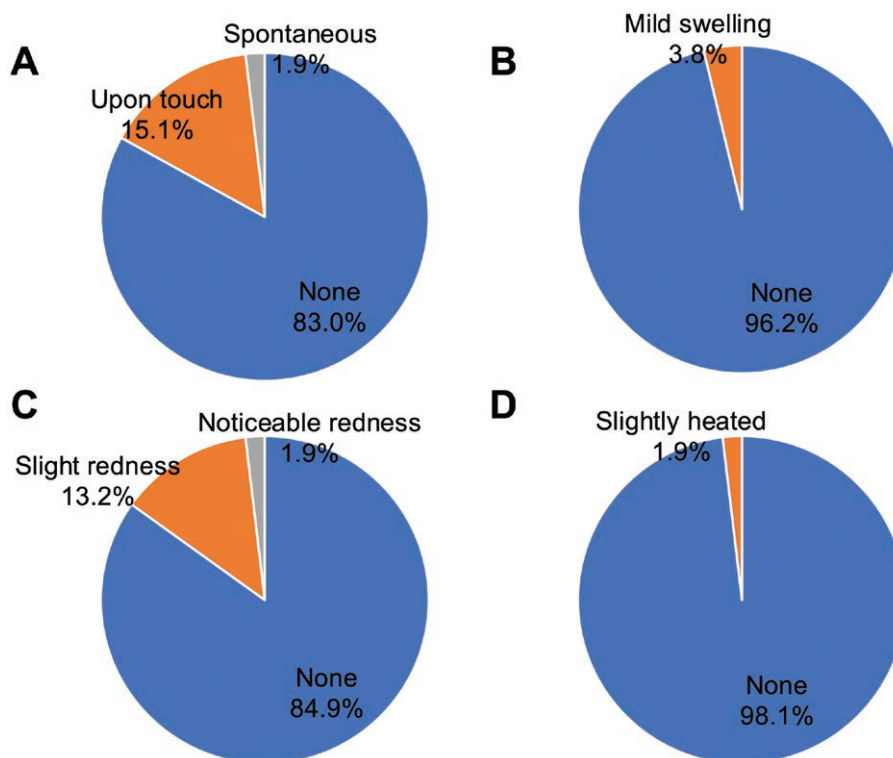 A
Spontaneous
1.9%
Upon touch
15.1%
None
83.0%
B
Mild swelling
3.8%
None
96.2%
C
Noticeable redness
1.9%
Slight redness
13.2%
None
84.9%
D
Slightly heated
1.9%
None
98.1%